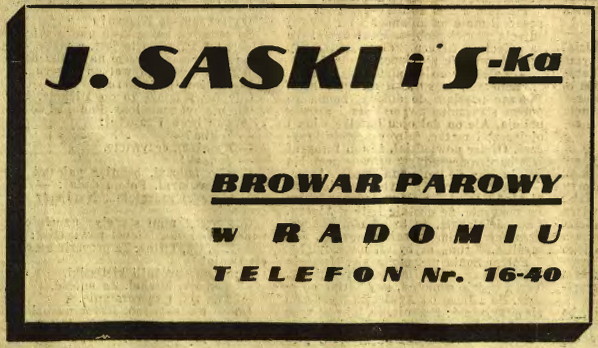 J. SASKI i S-ka
BROWAR PAROWY
w RADOMIU
TELEFON Nr. 16-40